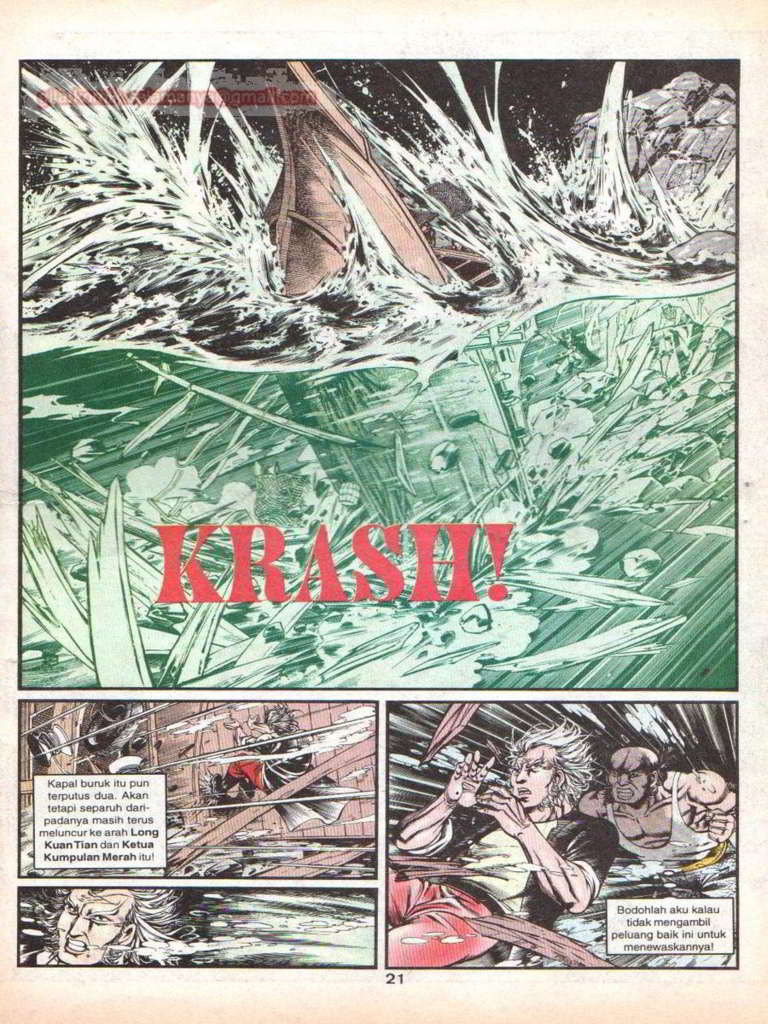 KRASH!
Kapal buruk itu pun
terputus dua. Akan
tetapi separuh dari-
padanya masih terus
meluncur ke arah Long
Kuan Tian dan Ketua
Kumpulan Merah itu!
Bodohlah aku kalau
tidak mengambil
peluang baik ini untuk
menewaskannya!
21